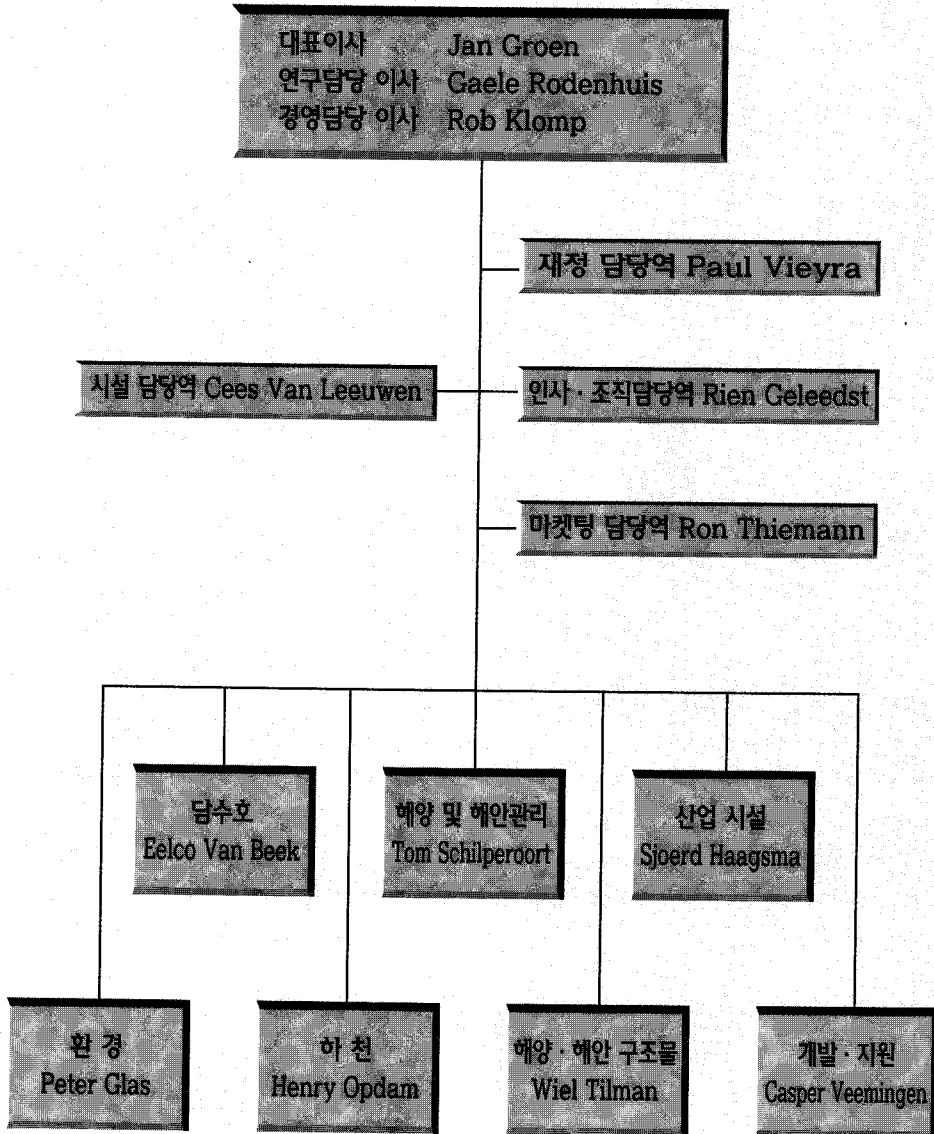 대표이사 Jan Groen
연구담당 이사 Gaele Rodenhuis
경영담당 이사 Rob Klomp
재정 담당역 Paul Vieyra
시설 담당역 Cees Van Leeuwen
인사 · 조직담당역 Rien Geleedst
마켓팅 담당역 Ron Thiemann
담수호
Eelco Van Beek
해양 및 해안관리
Tom Schilperoort
산업 시설
Sjoerd Haagsma
환 경
Peter Glas
하 천
Henry Opdam
해양 · 해안 구조물
Wiel Tilman
개발 · 지원
Casper Veemingen